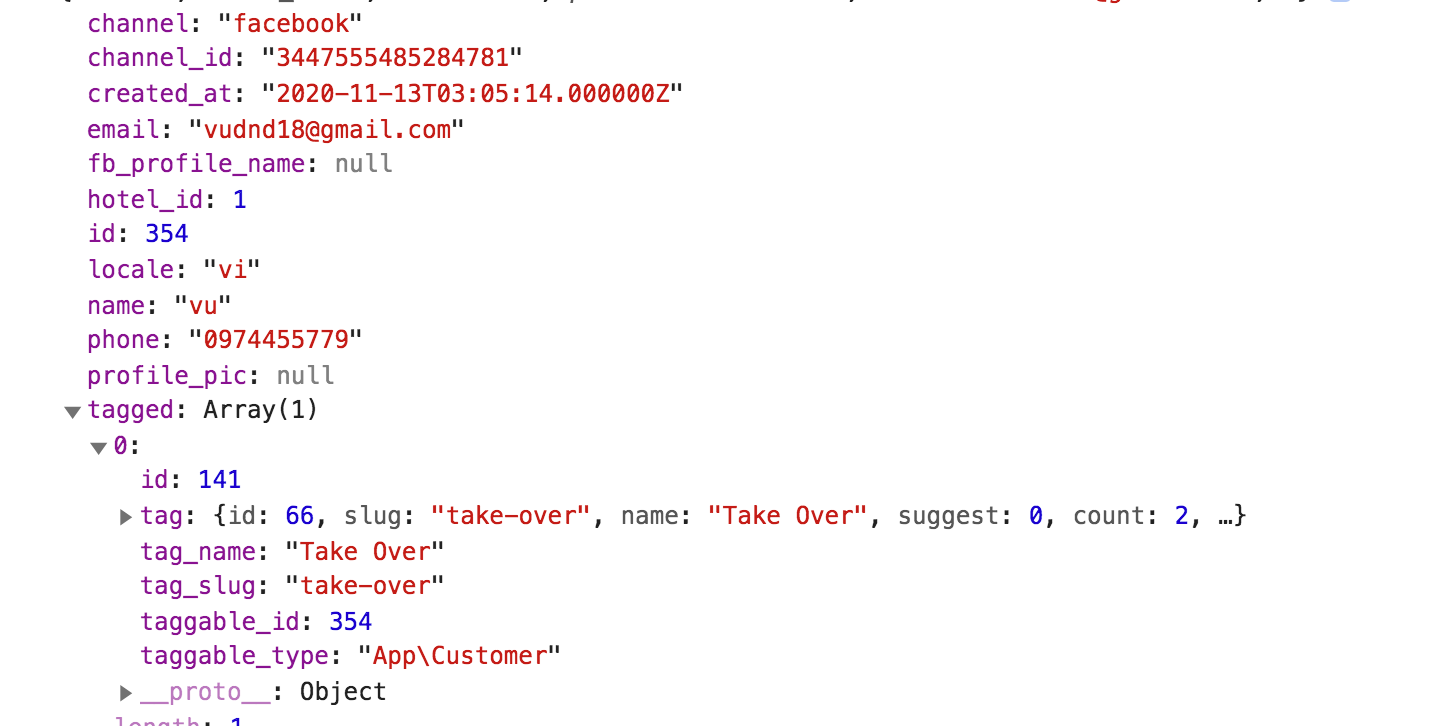 channel: "facebook"
channel_id: "3447555485284781"
created_at: "2020-11-13T03:05:14.000000Z"
email: "vudnd18@gmail.com"
fb_profile_name: null
hotel_id: 1
id: 354
locale: "vi"
name: "vu"
phone: "0974455779"
profile_pic: null
▼tagged: Array(1)
▼0:
id: 141
▶tag: {id: 66, slug: "take-over", name: "Take Over", suggest: 0, count: 2, …}
tag_name: "Take Over"
tag_slug: "take-over"
taggable_id: 354
taggable_type: "App\Customer"
▶__proto__: Object
length: 1